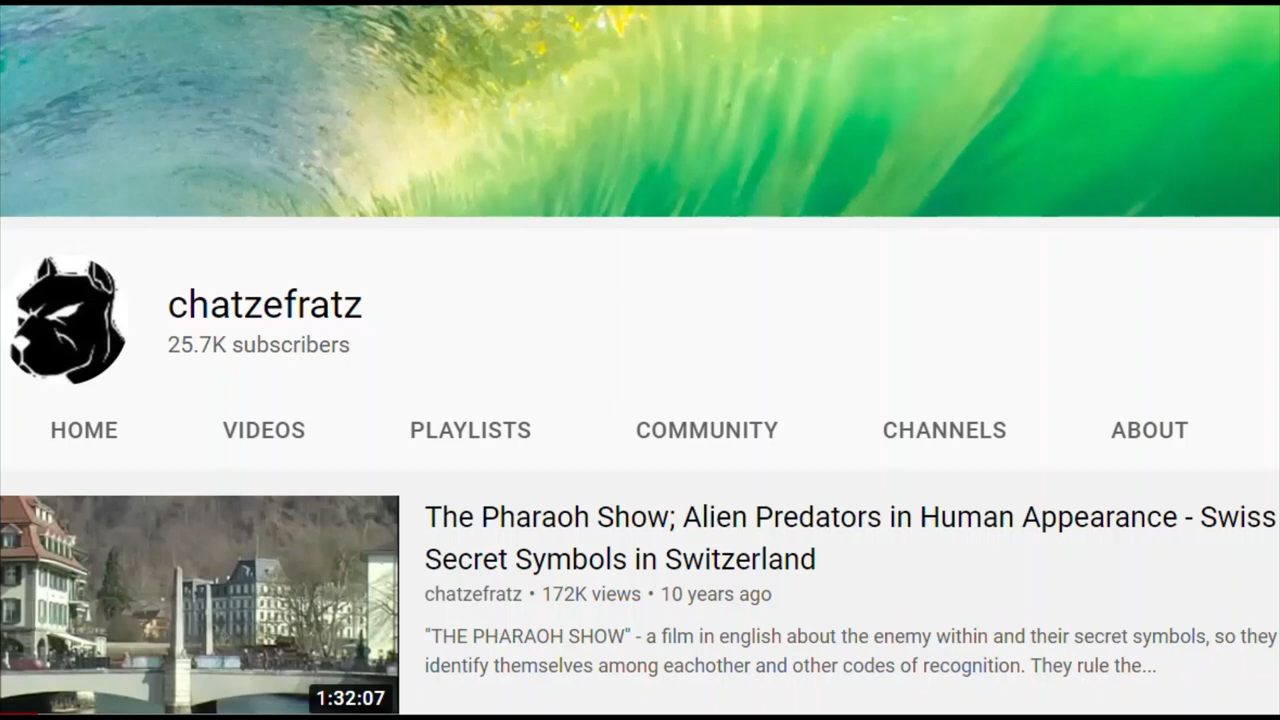 chatzefratz
25.7K subscribers
HOME VIDEOS PLAYLISTS COMMUNITY CHANNELS ABOUT
The Pharaoh Show; Alien Predators in Human Appearance - Swiss
Secret Symbols in Switzerland
chatzefratz • 172K views • 10 years ago
"THE PHARAOH SHOW" - a film in english about the enemy within and their secret symbols, so they
identify themselves among eachother and other codes of recognition. They rule the...
1:32:07